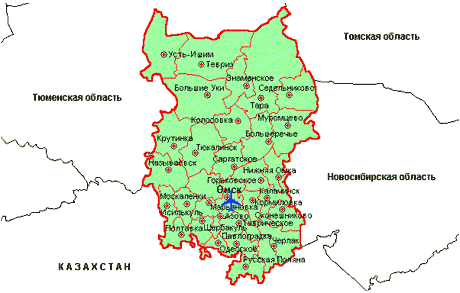 Томская область
Усть-Ишим
Тевриз
Знаменское
Тюменская область
Большие Уки
Седельниково
Тара
Колосовка
Муромцево
Большеречье
Крутинка
Тюкалинск
Называевск
Саргатское
Нижняя Омка
Новосибирская область
Горьковское
Омск
Калачинск
Москаленки
Марьяновка
Кормиловка
Исилькуль
Азово
Оконешниково
Таврическое
Полтавка
Шербакуль
Павлоградка
Одесское
Черлак
КАЗАХСТАН
Русская Поляна